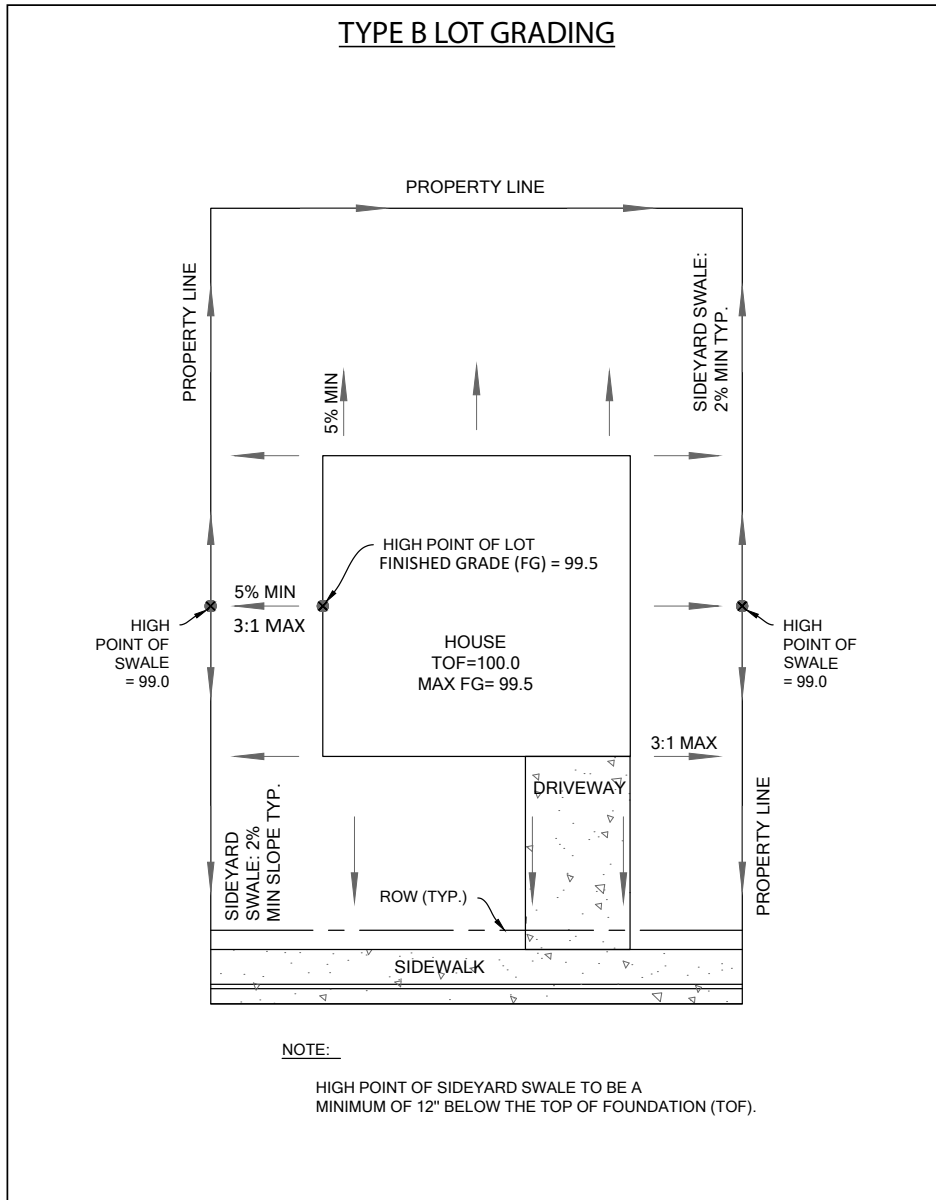 TYPE B LOT GRADING
PROPERTY LINE
PROPERTY LINE
SIDEYARD SWALE:
2% MIN TYP.
5% MIN
HIGH POINT OF LOT
FINISHED GRADE (FG) = 99.5
5% MIN
3:1 MAX
HIGH
POINT OF
SWALE
= 99.0
HOUSE
TOF=100.0
MAX FG= 99.5
HIGH
POINT OF
SWALE
= 99.0
3:1 MAX
DRIVEWAY
SIDEYARD
SWALE: 2%
MIN SLOPE TYP.
PROPERTY LINE
ROW (TYP.)
SIDEWALK
NOTE:
HIGH POINT OF SIDEYARD SWALE TO BE A
MINIMUM OF 12" BELOW THE TOP OF FOUNDATION (TOF).